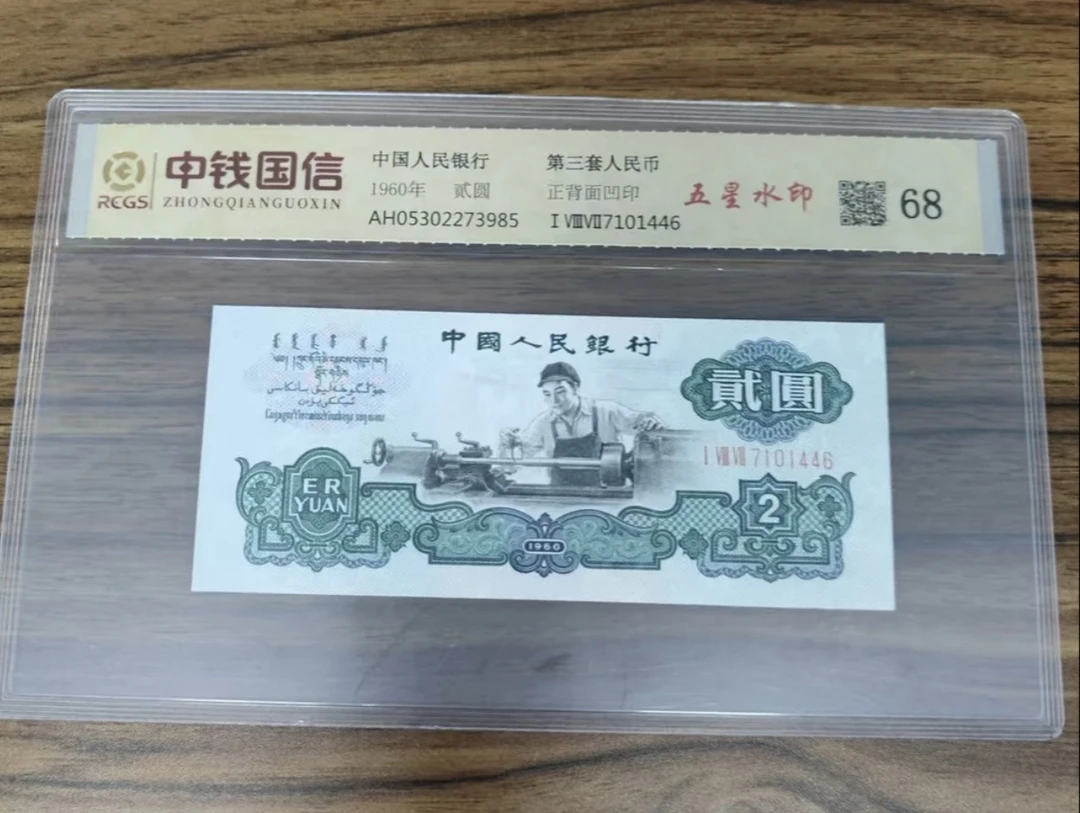 中钱国信
RCGS ZHONGQIANGUOXIN
中国人民银行 第三套人民币
1960年 贰圆 正背面凹印
AH05302273985 I VIII VII 7101446
五星水印
68
中國人民銀行
貳圓
I VIII VII 7101446
ER
YUAN
2
1960